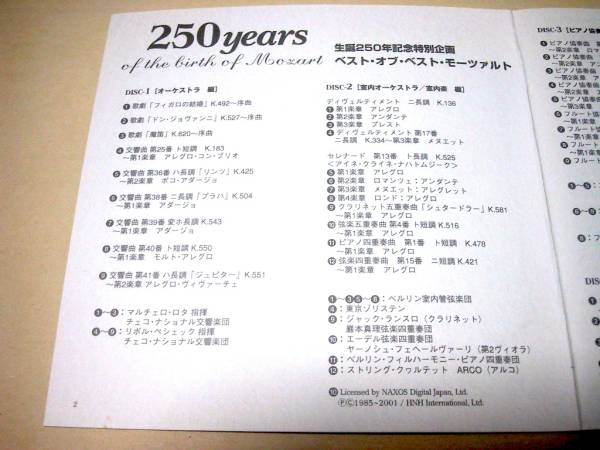 250 years
of the birth of Mozart
生誕250年記念特別企画
ベスト・オブ・ベスト・モーツァルト
DISC-1 [オーケストラ 編]
①歌劇「フィガロの結婚」K.492〜序曲
②歌劇「ドン・ジョヴァンニ」K.527〜序曲
③歌劇「魔笛」K.620〜序曲
④交響曲 第25番 ト短調 K.183
〜第1楽章 アレグロ・コン・ブリオ
⑤交響曲 第36番 ハ長調「リンツ」K.425
〜第2楽章 ポコ・アダージョ
⑥交響曲 第38番 ニ長調「プラハ」K.504
〜第1楽章 アダージョ
⑦交響曲 第39番 変ホ長調 K.543
〜第1楽章 アダージョ
⑧交響曲 第40番 ト短調 K.550
〜第1楽章 モルト・アレグロ
⑨交響曲 第41番 ハ長調「ジュピター」K.551
〜第2楽章 アレグロ・ヴィヴァーチェ
①〜③:マルチェロ・ロタ 指揮
チェコ・ナショナル交響楽団
④〜⑨:リボル・ペシェック 指揮
チェコ・ナショナル交響楽団
2
DISC-2 [室内オーケストラ/室内楽 編]
ディヴェルティメント ニ長調 K.136
①第1楽章 アレグロ
②第2楽章 アンダンテ
③第3楽章 プレスト
④ディヴェルティメント 第17番
ニ長調 K.334〜第3楽章 メヌエット
セレナード 第13番 ト長調 K.525
<アイネ・クライネ・ナハトムジーク>
⑤第1楽章 アレグロ
⑥第2楽章 ロマンツェ:アンダンテ
⑦第3楽章 メヌエット:アレグレット
⑧第4楽章 ロンド:アレグロ
⑨クラリネット五重奏曲「シュタードラー」K.581
〜第1楽章 アレグロ
⑩弦楽五重奏曲 第4番 ト短調 K.516
〜第1楽章 アレグロ
⑪ピアノ四重奏曲 第1番 ト短調 K.478
〜第1楽章 アレグロ
⑫弦楽四重奏曲 第15番 ニ短調 K.421
〜第1楽章 アレグロ
①〜③⑤〜⑧:ベルリン室内管弦楽団
④:東京ゾリステン
⑨:ジャック・ランスロ(クラリネット)
巌本真理弦楽四重奏団
⑩:エーデル弦楽四重奏団
ヤーノシュ・フェヘールヴァーリ(第2ヴィオラ)
⑪:ベルリン・フィルハーモニー・ピアノ四重奏団
⑫:ストリング・クヮルテット ARCO(アルコ)
⑩ Licensed by NAXOS Digital Japan, Ltd.
ⓅⒸ1985~2001 / HNH International, Ltd.
DISC-3 [ピアノ協奏
①ピアノ協奏曲 第
〜第2楽章 ロマ
②ピアノ協奏曲
〜第1楽章